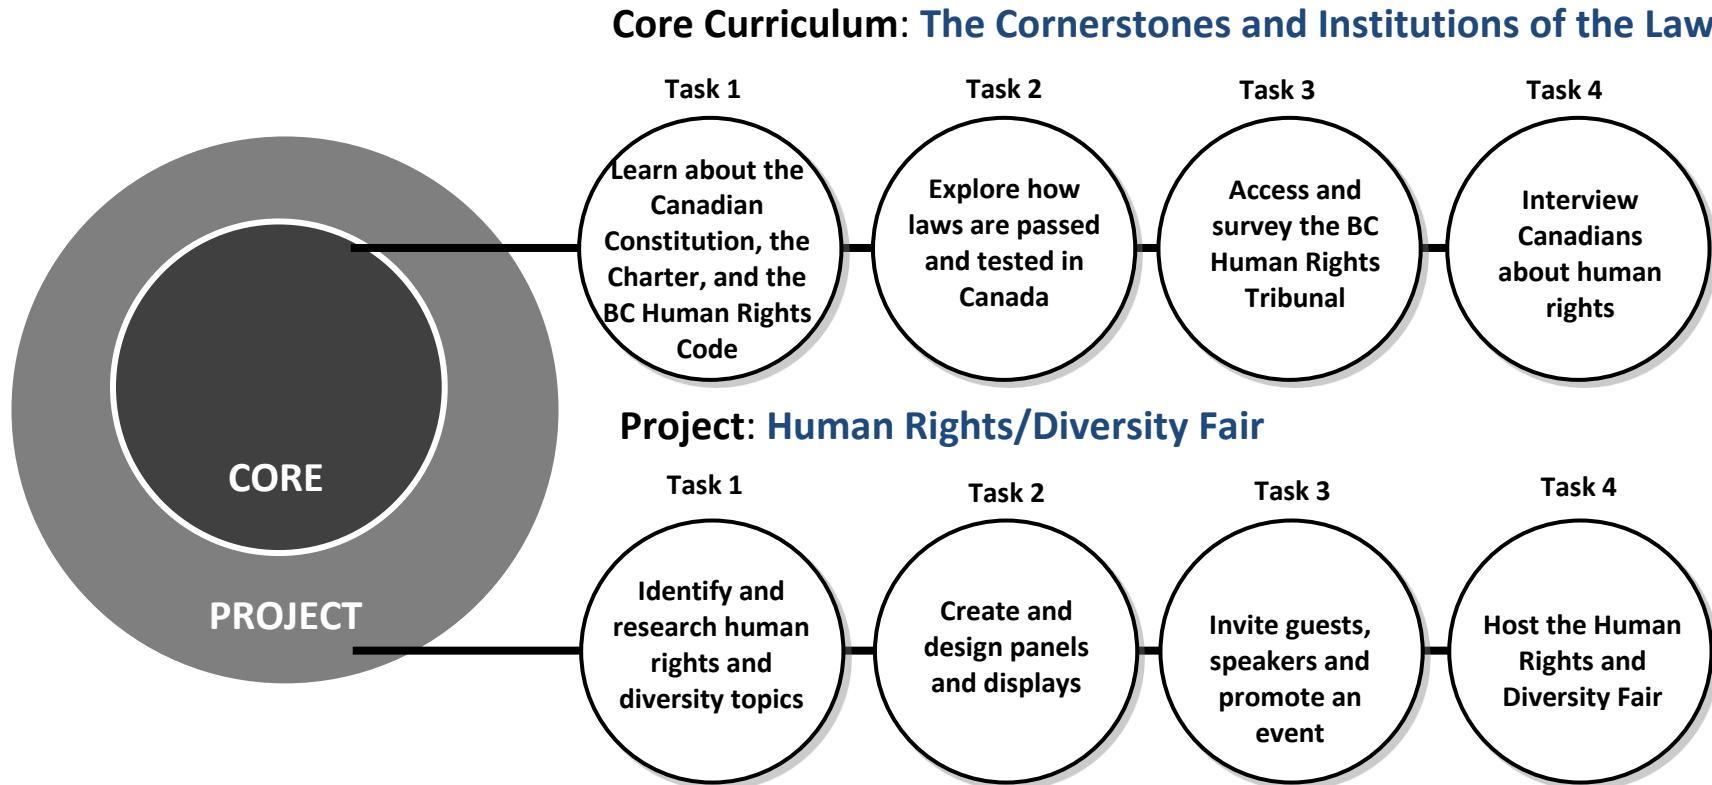 Core Curriculum: The Cornerstones and Institutions of the Law
Task 1
Task 2
Task 3
Task 4
Learn about the
Canadian
Constitution, the
Charter, and the
BC Human Rights
Code
Explore how
laws are passed
and tested in
Canada
Access and
survey the BC
Human Rights
Tribunal
Interview
Canadians
about human
rights
CORE
PROJECT
Project: Human Rights/Diversity Fair
Task 1
Task 2
Task 3
Task 4
Identify and
research human
rights and
diversity topics
Create and
design panels
and displays
Invite guests,
speakers and
promote an
event
Host the Human
Rights and
Diversity Fair